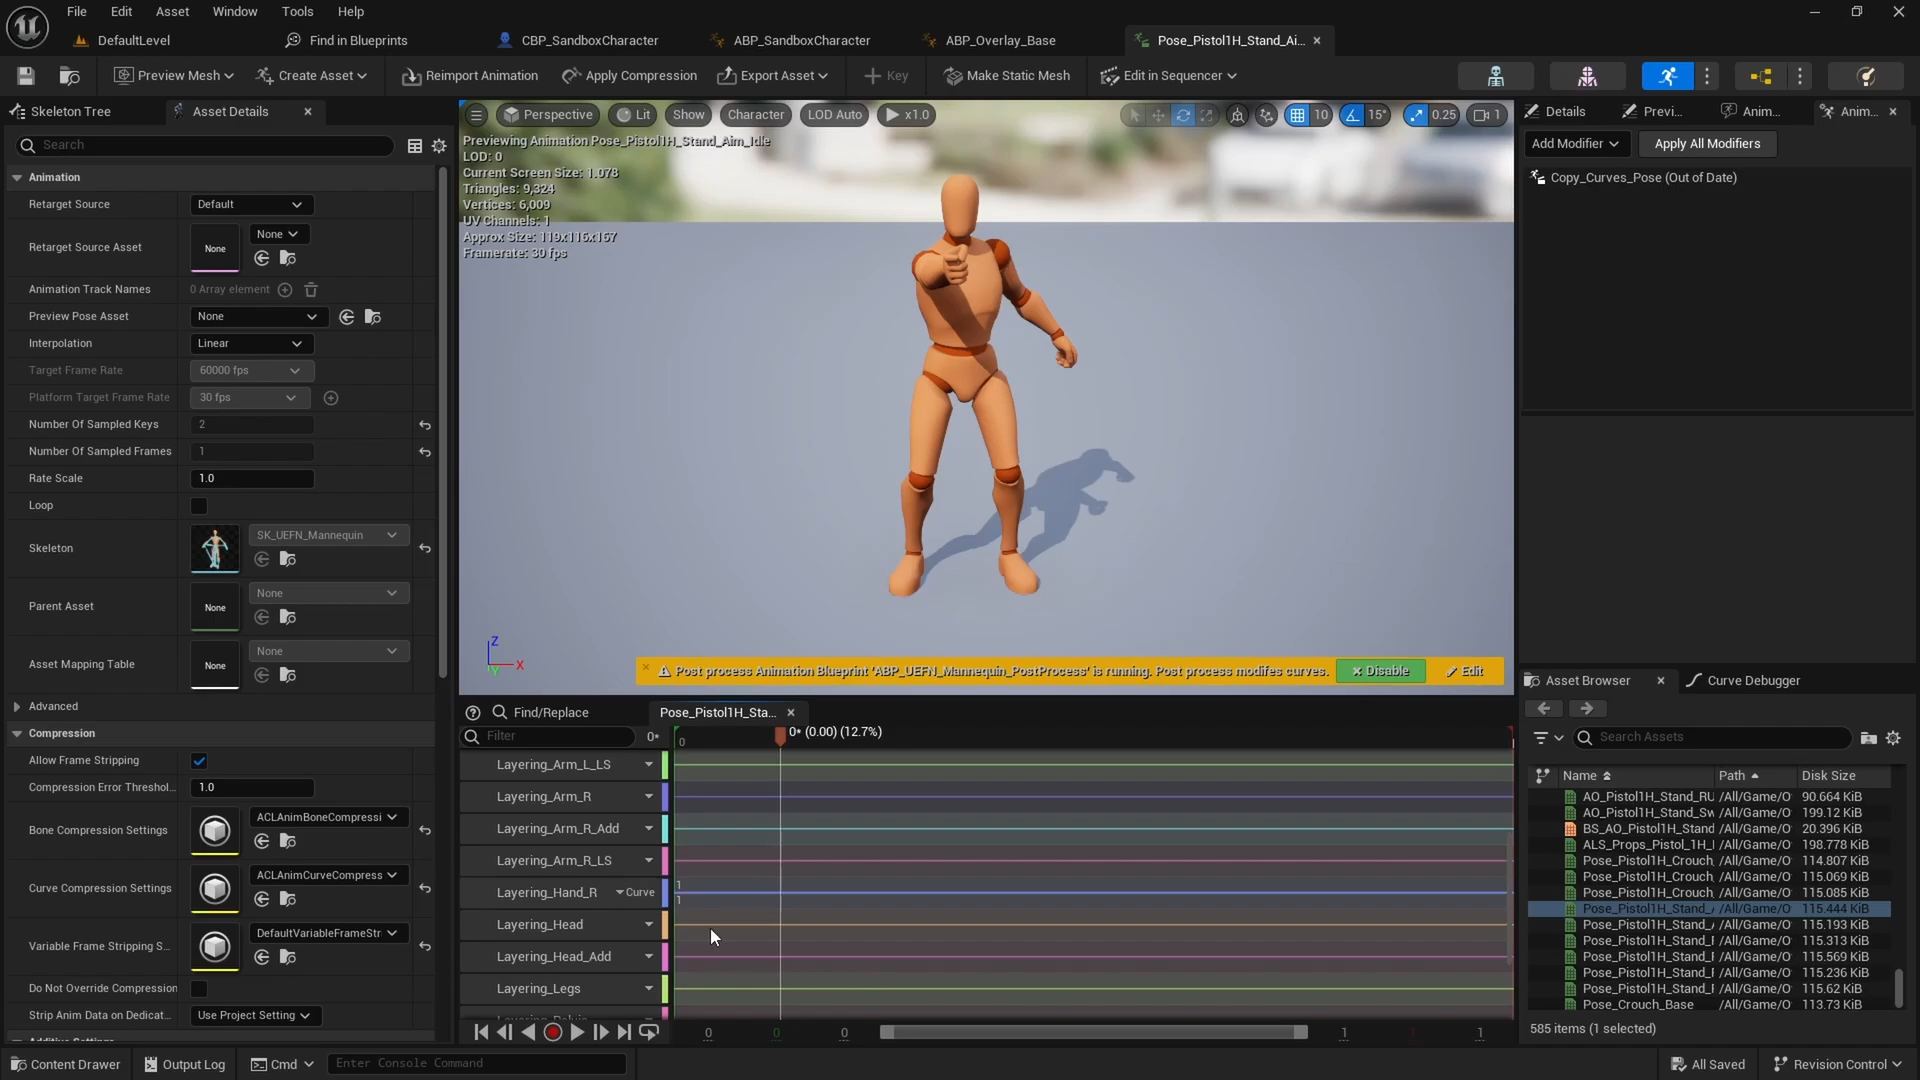 File Edit Asset Window Tools Help
DefaultLevel Find in Blueprints CBP_SandboxCharacter ABP_SandboxCharacter ABP_Overlay_Base Pose_Pistol1H_Stand_Ai...
Preview Mesh Create Asset Reimport Animation Apply Compression Export Asset Key Make Static Mesh Edit in Sequencer
Skeleton Tree Asset Details
Search
Animation
Retarget Source Default
None
Retarget Source Asset None
Animation Track Names 0 Array element
Preview Pose Asset None
Interpolation Linear
Target Frame Rate 60000 fps
Platform Target Frame Rate 30 fps
Number Of Sampled Keys 2
Number Of Sampled Frames 1
Rate Scale 1.0
Loop
SK_UEFN_Mannequin
Skeleton
None
Parent Asset None
None
Asset Mapping Table None
Advanced
Compression
Allow Frame Stripping
Compression Error Threshol... 1.0
ACLAnimBoneCompressi
Bone Compression Settings
ACLAnimCurveCompress
Curve Compression Settings
DefaultVariableFrameStr
Variable Frame Stripping S...
Do Not Override Compression
Strip Anim Data on Dedicat... Use Project Setting
Perspective Lit Show Character LOD Auto x1.0 10 15° 0.25 1
Previewing Animation Pose_Pistol1H_Stand_Aim_Idle
LOD: 0
Current Screen Size: 1.078
Triangles: 9,324
Vertices: 6,009
UV Channels: 1
Approx Size: 119x116x167
Framerate: 30 fps
Z
X
Y
Post process Animation Blueprint 'ABP_UEFN_Mannequin_PostProcess' is running. Post process modifes curves. Disable Edit
Find/Replace Pose_Pistol1H_Sta...
Filter 0* 0 0* (0.00) (12.7%)
Layering_Arm_L_LS
Layering_Arm_R
Layering_Arm_R_Add
Layering_Arm_R_LS
Layering_Hand_R Curve 1
1
Layering_Head
Layering_Head_Add
Layering_Legs
0 0 0 1 1 1
Details Previ... Anim... Anim...
Add Modifier Apply All Modifiers
Copy_Curves_Pose (Out of Date)
Asset Browser Curve Debugger
Search Assets
Name Path Disk Size
AO_Pistol1H_Stand_RU /All/Game/O 90.664 KiB
AO_Pistol1H_Stand_Sw /All/Game/O 199.12 KiB
BS_AO_Pistol1H_Stand /All/Game/O 20.396 KiB
ALS_Props_Pistol_1H_I /All/Game/O 198.778 KiB
Pose_Pistol1H_Crouch /All/Game/O 114.807 KiB
Pose_Pistol1H_Crouch /All/Game/O 115.069 KiB
Pose_Pistol1H_Crouch /All/Game/O 115.085 KiB
Pose_Pistol1H_Stand_/ /All/Game/O 115.444 KiB
Pose_Pistol1H_Stand_/ /All/Game/O 115.193 KiB
Pose_Pistol1H_Stand_I /All/Game/O 115.313 KiB
Pose_Pistol1H_Stand_I /All/Game/O 115.569 KiB
Pose_Pistol1H_Stand_I /All/Game/O 115.236 KiB
Pose_Pistol1H_Stand_I /All/Game/O 115.62 KiB
Pose_Crouch_Base /All/Game/O 113.73 KiB
585 items (1 selected)
Content Drawer Output Log Cmd Enter Console Command All Saved Revision Control